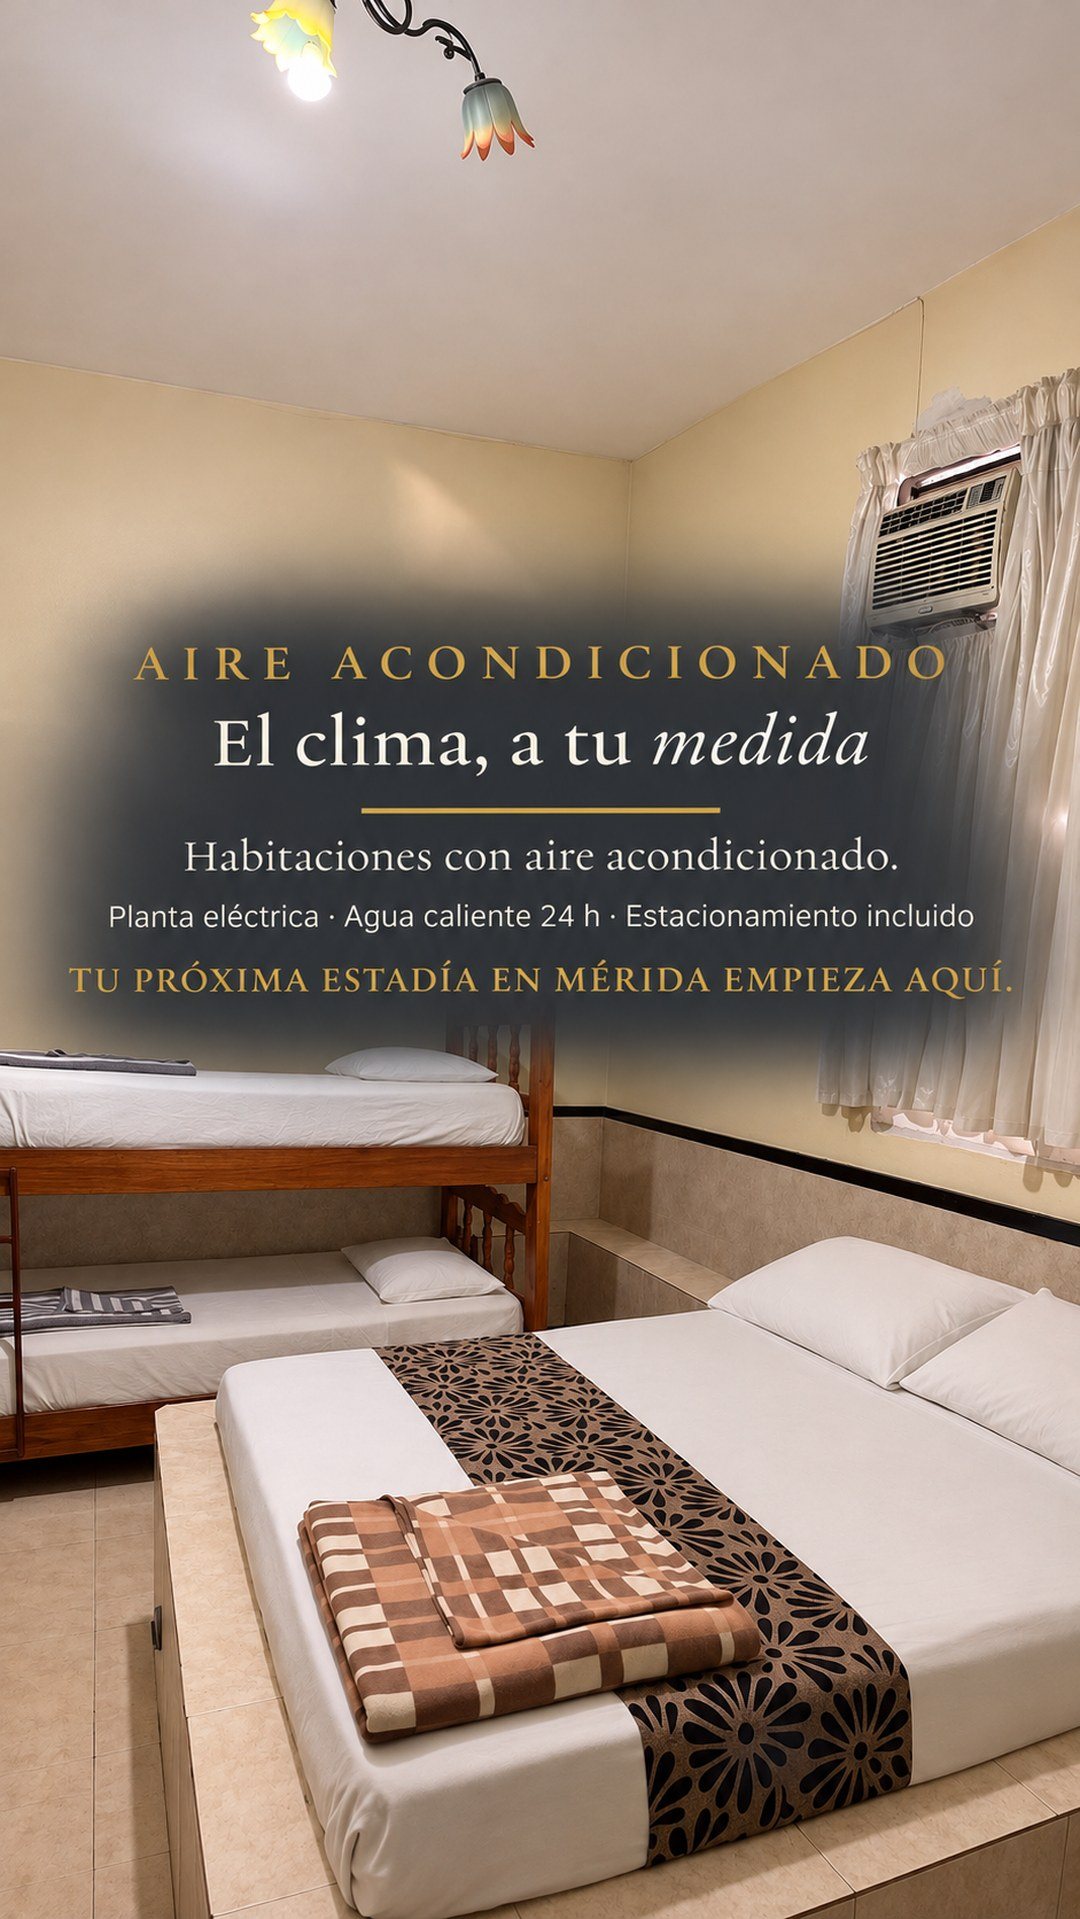 AIRE ACONDICIONADO
El clima, a tu medida
Habitaciones con aire acondicionado.
Planta eléctrica · Agua caliente 24 h · Estacionamiento incluido
TU PRÓXIMA ESTADÍA EN MÉRIDA EMPIEZA AQUÍ.